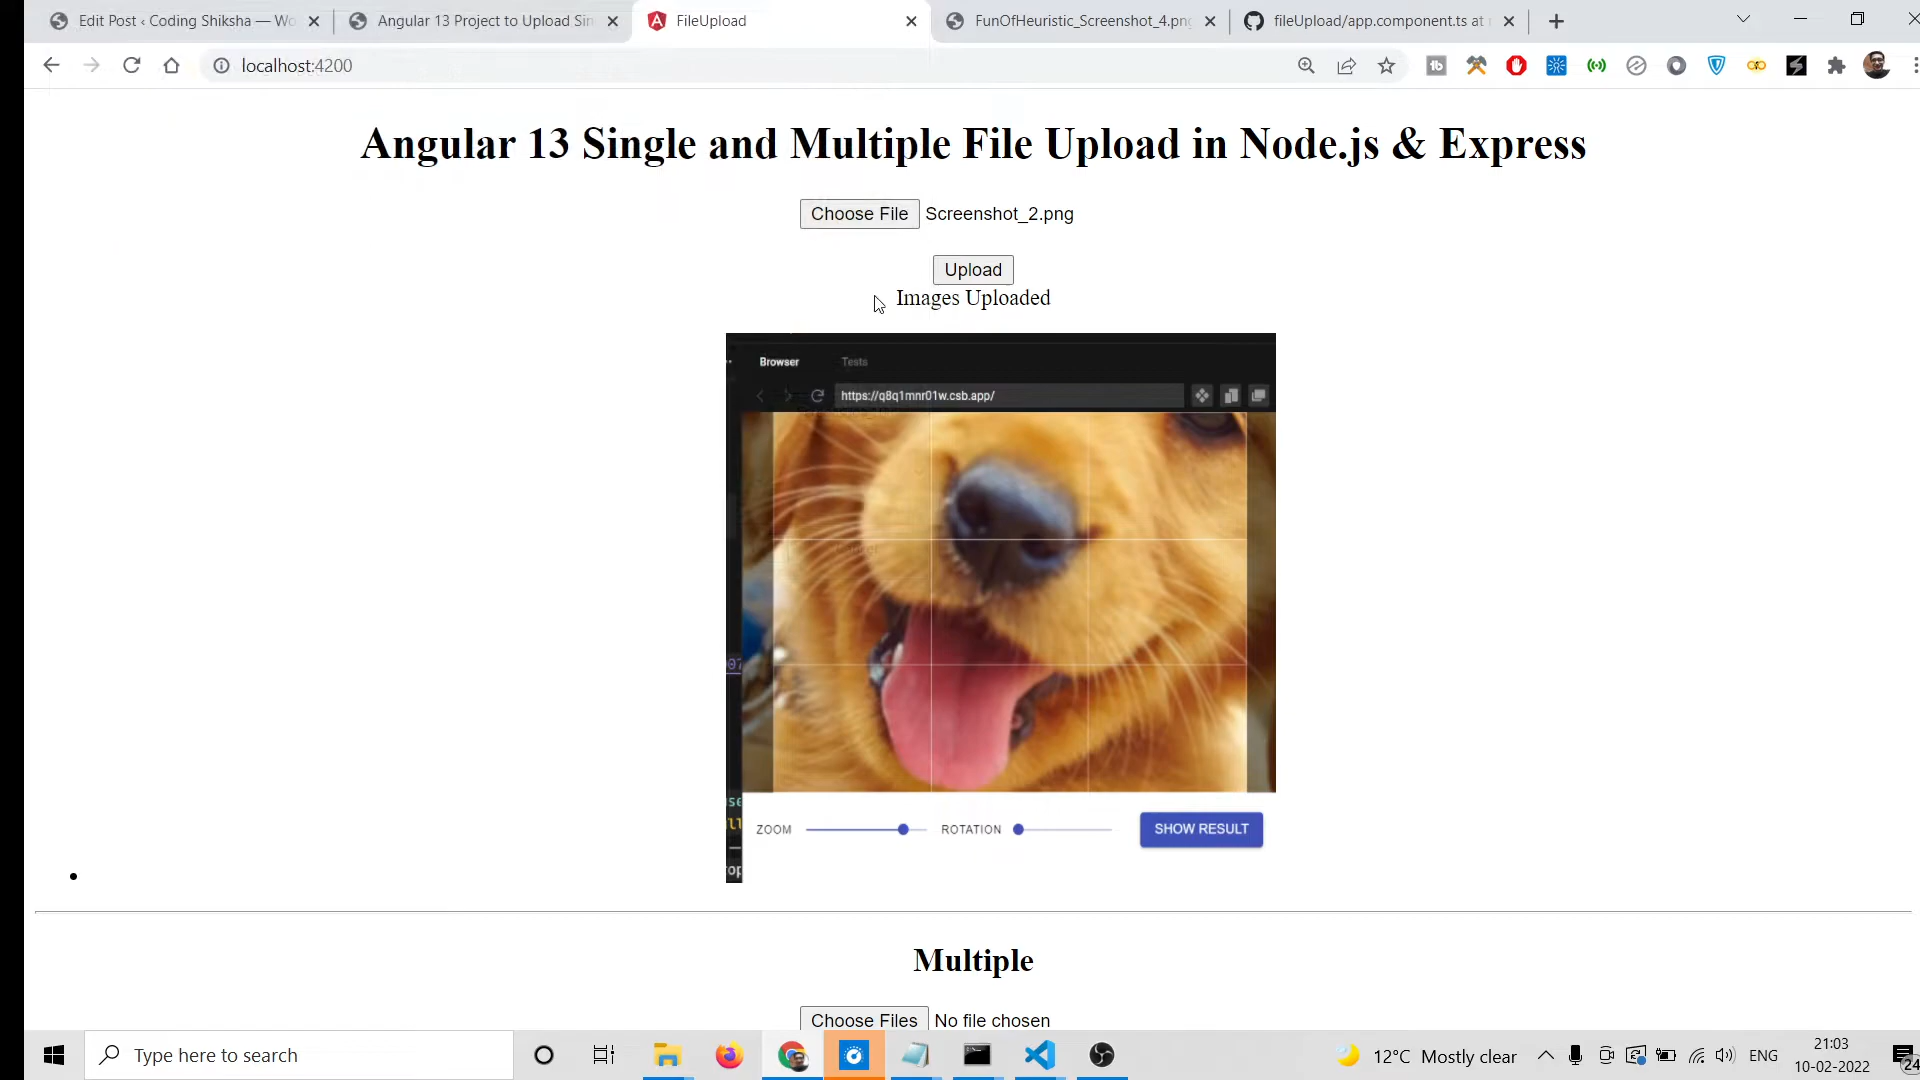 Edit Post ‹ Coding Shiksha — Wo
Angular 13 Project to Upload Sin
FileUpload
FunOfHeuristic_Screenshot_4.png
fileUpload/app.component.ts at
localhost:4200
Angular 13 Single and Multiple File Upload in Node.js & Express
Choose File Screenshot_2.png
Upload
Images Uploaded
Browser Tests
https://q8q1mnr01w.csb.app/
ZOOM ROTATION SHOW RESULT
Multiple
Choose Files No file chosen
Type here to search
12°C Mostly clear
ENG
21:03
10-02-2022
24